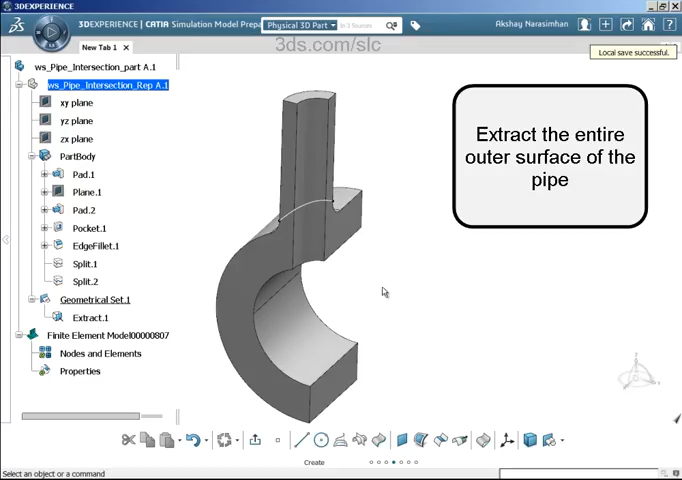 3DEXPERIENCE
3DEXPERIENCE | CATIA Simulation Model Prepa
Physical 3D Part
In 3 Sources
Akshay Narasimhan
3ds.com/slc
New Tab 1
Local save successful.
ws_Pipe_Intersection_part A.1
ws_Pipe_Intersection_Rep A.1
xy plane
yz plane
zx plane
PartBody
Pad.1
Plane.1
Pad.2
Pocket.1
EdgeFillet.1
Split.1
Split.2
Geometrical Set.1
Extract.1
Finite Element Model00000807
Nodes and Elements
Properties
Extract the entire
outer surface of the
pipe
Create
Select an object or a command